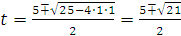 t = (5∓√(25−4·1·1))/2 = (5∓√21)/2